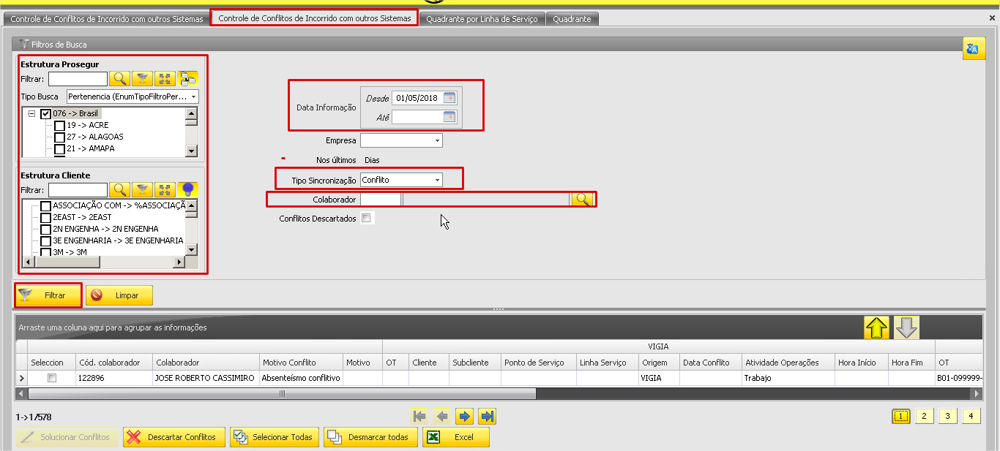 Controle de Conflitos de Incorrido com outros Sistemas
Controle de Conflitos de Incorrido com outros Sistemas
Quadrante por Linha de Serviço
Quadrante
Filtros de Busca
Estrutura Prosegur
Filtrar:
Tipo Busca Pertenencia (EnumTipoFiltroPer...
076 -> Brasil
19 -> ACRE
27 -> ALAGOAS
21 -> AMAPA
Estrutura Cliente
Filtrar:
ASSOCIAÇÃO COM -> %ASSOCIAÇÃ
2EAST -> 2EAST
2N ENGENHA -> 2N ENGENHA
3E ENGENHARIA -> 3E ENGENHARIA
3M -> 3M
Data Informação
Desde 01/05/2018
Até
Empresa
Nos últimos Dias
Tipo Sincronização Conflito
Colaborador
Conflitos Descartados
Filtrar
Limpar
Arraste uma coluna aqui para agrupar as informações
VIGIA
Seleccion Cód. colaborador Colaborador Motivo Conflito Motivo OT Cliente Subcliente Ponto de Serviço Linha Serviço Origem Data Conflito Atividade Operações Hora Início Hora Fim OT
122896 JOSE ROBERTO CASSIMIRO Absenteísmo conflitivo VIGIA Trabajo B01-099999-
1->1/578
1 2 3 4
Solucionar Conflitos
Descartar Conflitos
Selecionar Todas
Desmarcar todas
Excel